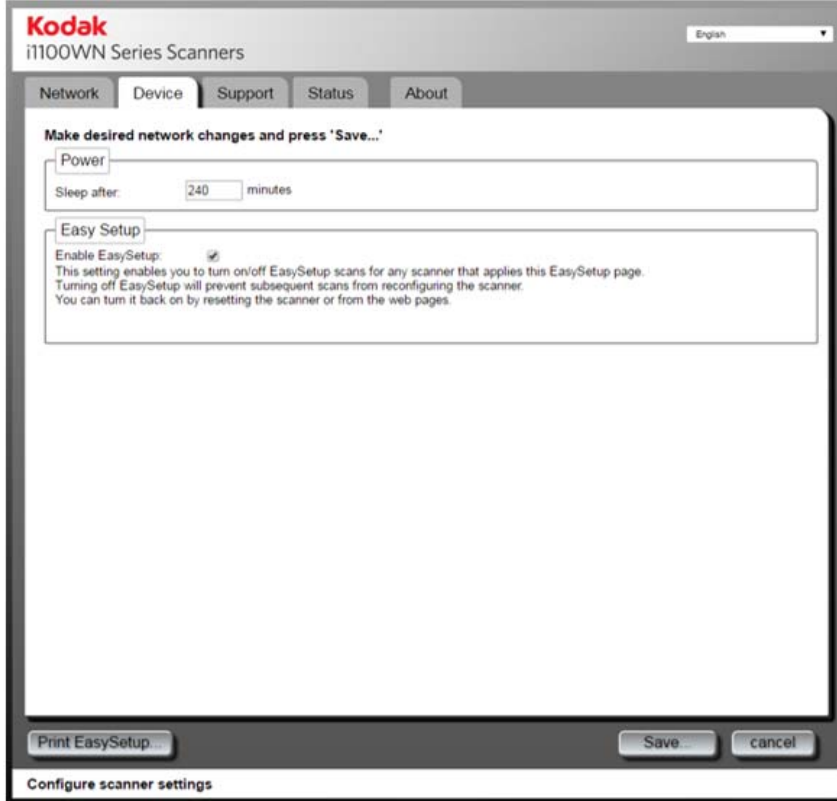 Kodak
i1100WN Series Scanners
English
Network Device Support Status About
Make desired network changes and press 'Save...'
Power
Sleep after: 240 minutes
Easy Setup
Enable EasySetup:
This setting enables you to turn on/off EasySetup scans for any scanner that applies this EasySetup page.
Turning off EasySetup will prevent subsequent scans from reconfiguring the scanner.
You can turn it back on by resetting the scanner or from the web pages.
Print EasySetup... Save... cancel
Configure scanner settings